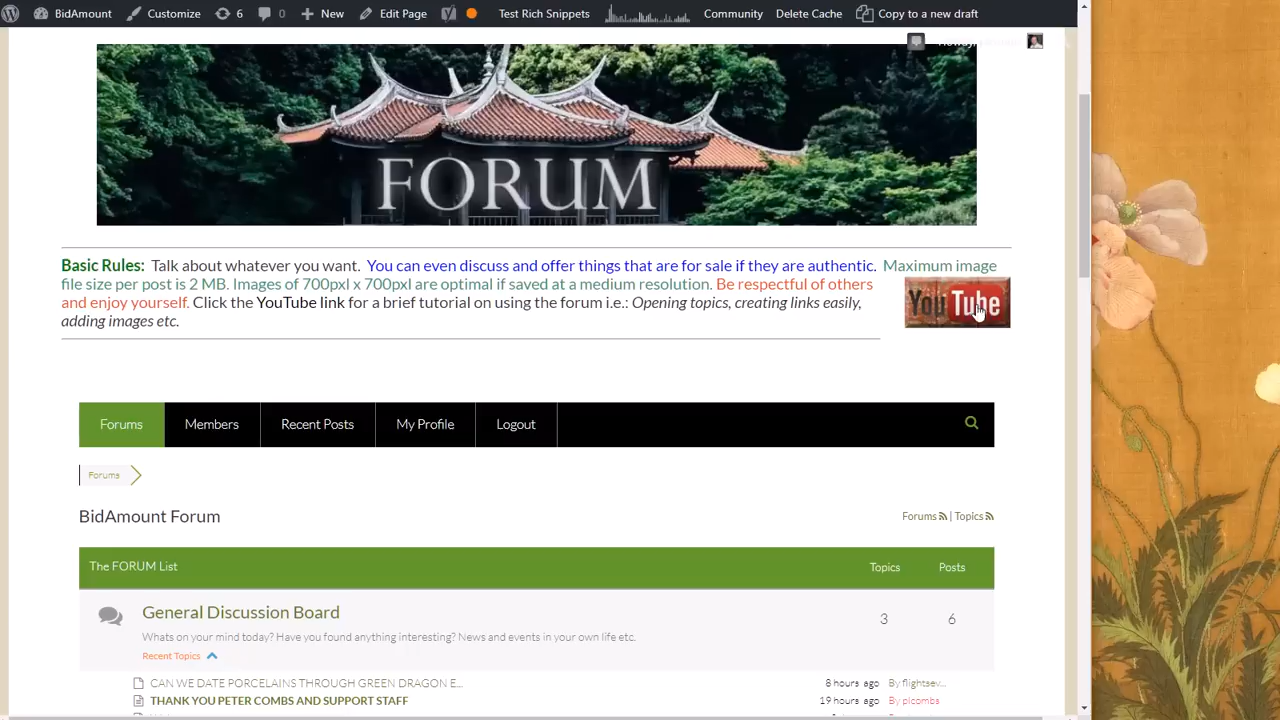 BidAmount Customize 6 0 New Edit Page Test Rich Snippets Community Delete Cache Copy to a new draft
FORUM
Basic Rules: Talk about whatever you want. You can even discuss and offer things that are for sale if they are authentic. Maximum image
file size per post is 2 MB. Images of 700pxl x 700pxl are optimal if saved at a medium resolution. Be respectful of others
and enjoy yourself. Click the YouTube link for a brief tutorial on using the forum i.e.: Opening topics, creating links easily,
adding images etc.
YouTube
Forums Members Recent Posts My Profile Logout
Forums
BidAmount Forum Forums | Topics
The FORUM List Topics Posts
General Discussion Board 3 6
Whats on your mind today? Have you found anything interesting? News and events in your own life etc.
Recent Topics
CAN WE DATE PORCELAINS THROUGH GREEN DRAGON E... 8 hours ago By flightsev...
THANK YOU PETER COMBS AND SUPPORT STAFF 19 hours ago By plcombs